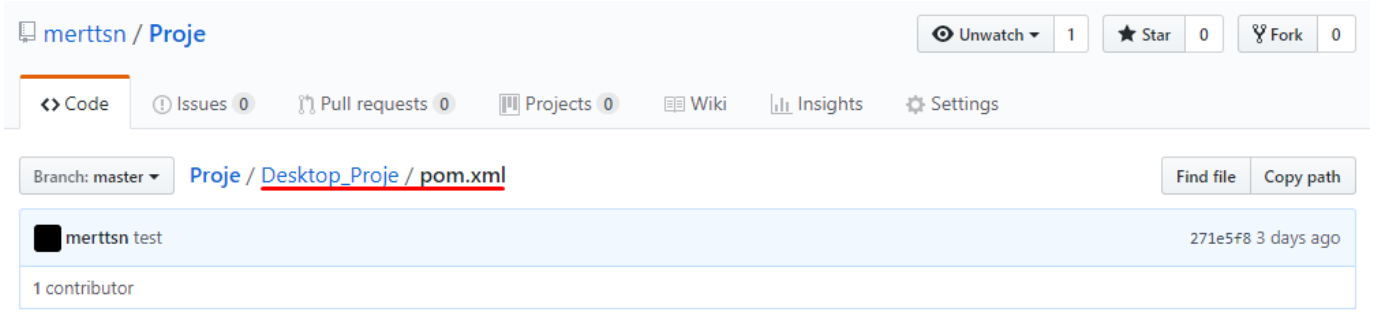 merttsn / Proje
Unwatch 1 Star 0 Fork 0
Code Issues 0 Pull requests 0 Projects 0 Wiki Insights Settings
Branch: master Proje / Desktop_Proje / pom.xml Find file Copy path
merttsn test 271e5f8 3 days ago
1 contributor